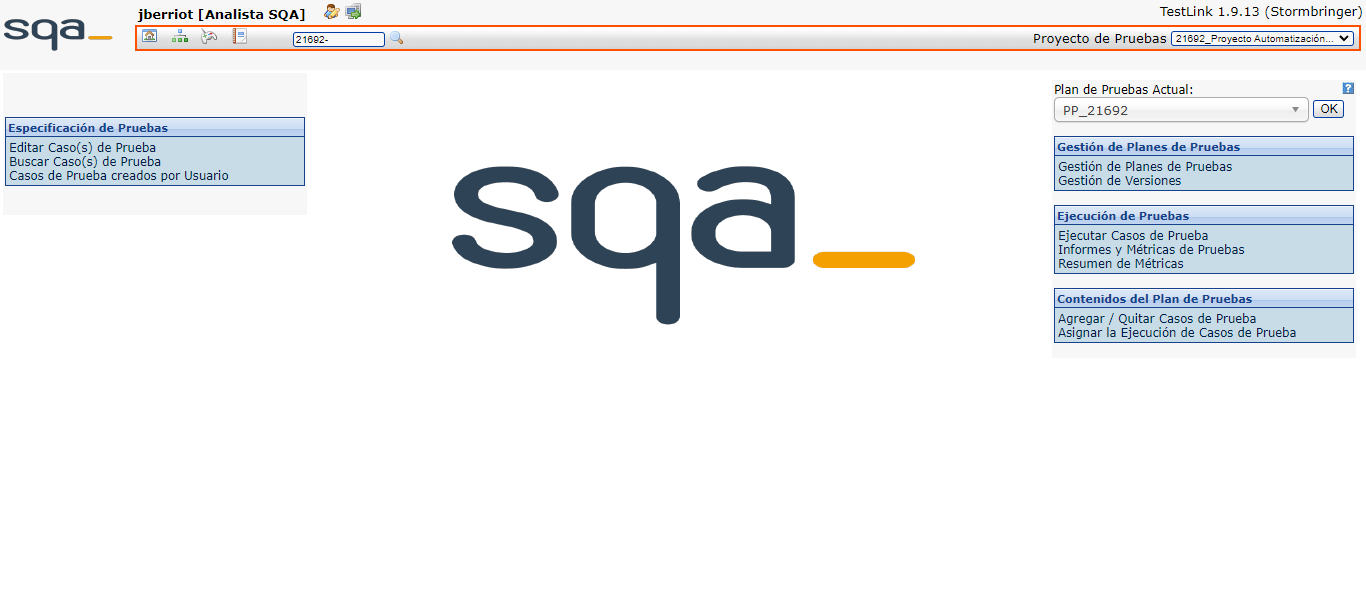 sqa_
jberriot [Analista SQA]
TestLink 1.9.13 (Stormbringer)
21692-
Proyecto de Pruebas
21692_Proyecto Automatización...
Especificación de Pruebas
Editar Caso(s) de Prueba
Buscar Caso(s) de Prueba
Casos de Prueba creados por Usuario
sqa_
Plan de Pruebas Actual:
?
PP_21692
OK
Gestión de Planes de Pruebas
Gestión de Planes de Pruebas
Gestión de Versiones
Ejecución de Pruebas
Ejecutar Casos de Prueba
Informes y Métricas de Pruebas
Resumen de Métricas
Contenidos del Plan de Pruebas
Agregar / Quitar Casos de Prueba
Asignar la Ejecución de Casos de Prueba